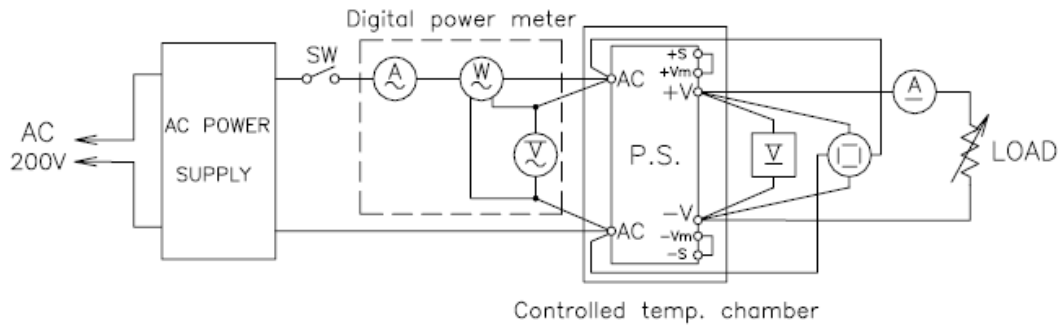 Digital power meter
SW
A
W
V
AC
200V
AC POWER
SUPPLY
AC
AC
P.S.
+S
+Vm
+V
-V
-Vm
-S
V
A
LOAD
Controlled temp. chamber